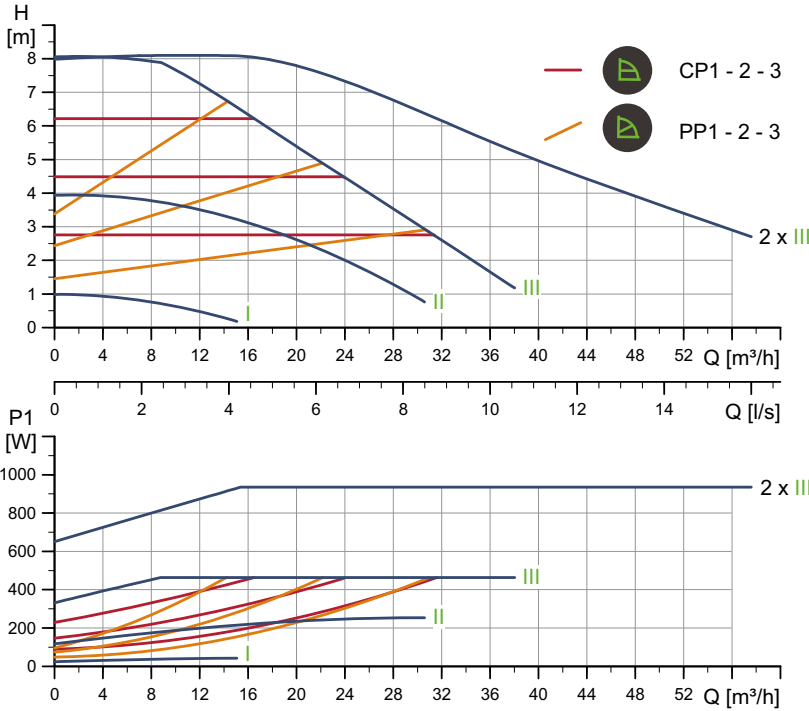 H
[m]
8
7
6
5
4
3
2
1
0
CP1 - 2 - 3
PP1 - 2 - 3
2 x III
III
II
I
0 4 8 12 16 20 24 28 32 36 40 44 48 52 Q [m³/h]
0 2 4 6 8 10 12 14 Q [l/s]
P1
[W]
1000
800
600
400
200
0
2 x III
III
II
I
0 4 8 12 16 20 24 28 32 36 40 44 48 52 Q [m³/h]